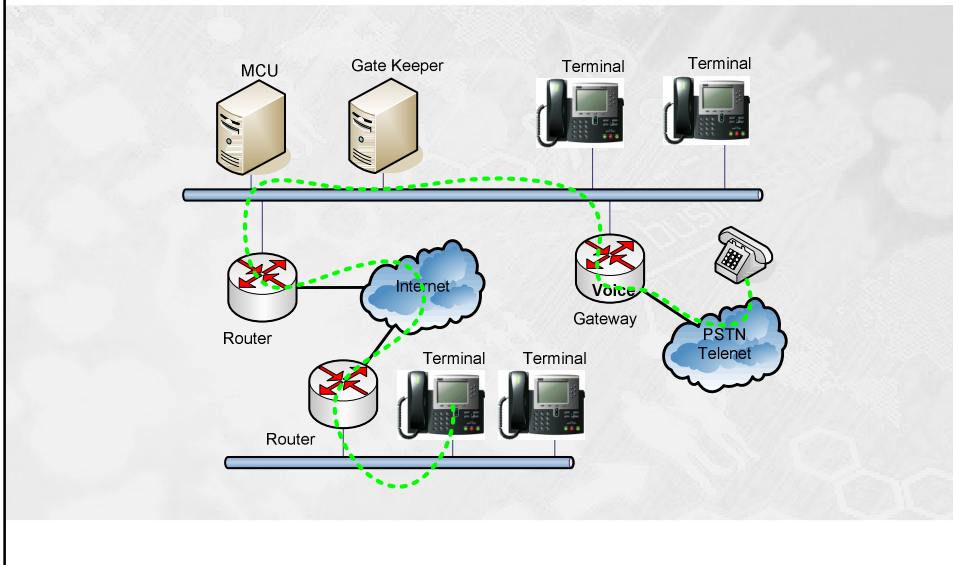 MCU
Gate Keeper
Terminal
Terminal
Internet
Voice
Gateway
Router
PSTN
Telenet
Terminal
Terminal
Router